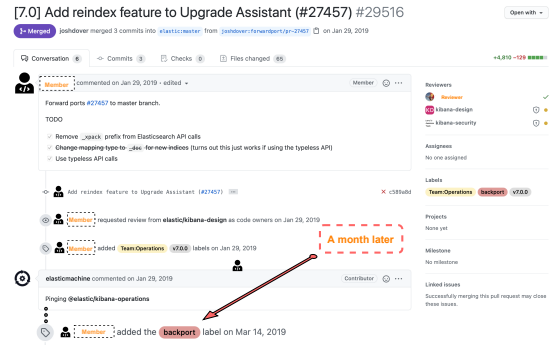 [7.0] Add reindex feature to Upgrade Assistant (#27457) #29516
Open with
Merged
joshdover merged 3 commits into elastic:master from joshdover:forwardport/pr-27457 on Jan 29, 2019
Conversation 6
Commits 3
Checks 0
Files changed 65
+4,810 −129
Member commented on Jan 29, 2019 • edited
Member
Forward ports #27457 to master branch.
TODO
Remove _xpack prefix from Elasticsearch API calls
Change mapping type to _doc for new indices (turns out this just works if using the typeless API)
Use typeless API calls
Add reindex feature to Upgrade Assistant (#27457)
c589a8d
Member requested review from elastic/kibana-design as code owners on Jan 29, 2019
Member added Team:Operations v7.0.0 labels on Jan 29, 2019
A month later
elasticmachine commented on Jan 29, 2019
Contributor
Pinging @elastic/kibana-operations
Member added the backport label on Mar 14, 2019
Reviewers
Reviewer
KD kibana-design
kibana-security
Assignees
No one assigned
Labels
Team:Operations backport v7.0.0
Projects
None yet
Milestone
No milestone
Linked issues
Successfully merging this pull request may close
these issues.